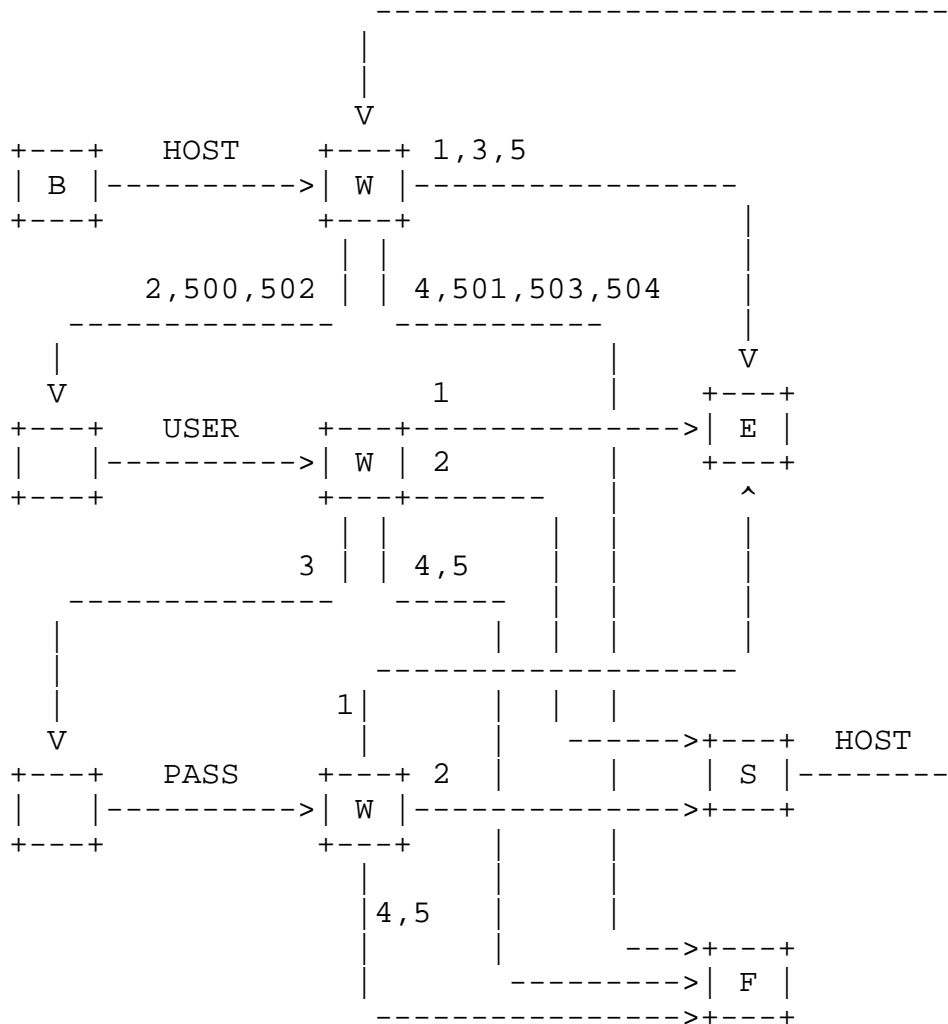 HOST 1,3,5
B W
2,500,502 4,501,503,504
V V
V 1
USER E
W 2
3 4,5
1
V HOST
PASS 2 S
W
4,5
F